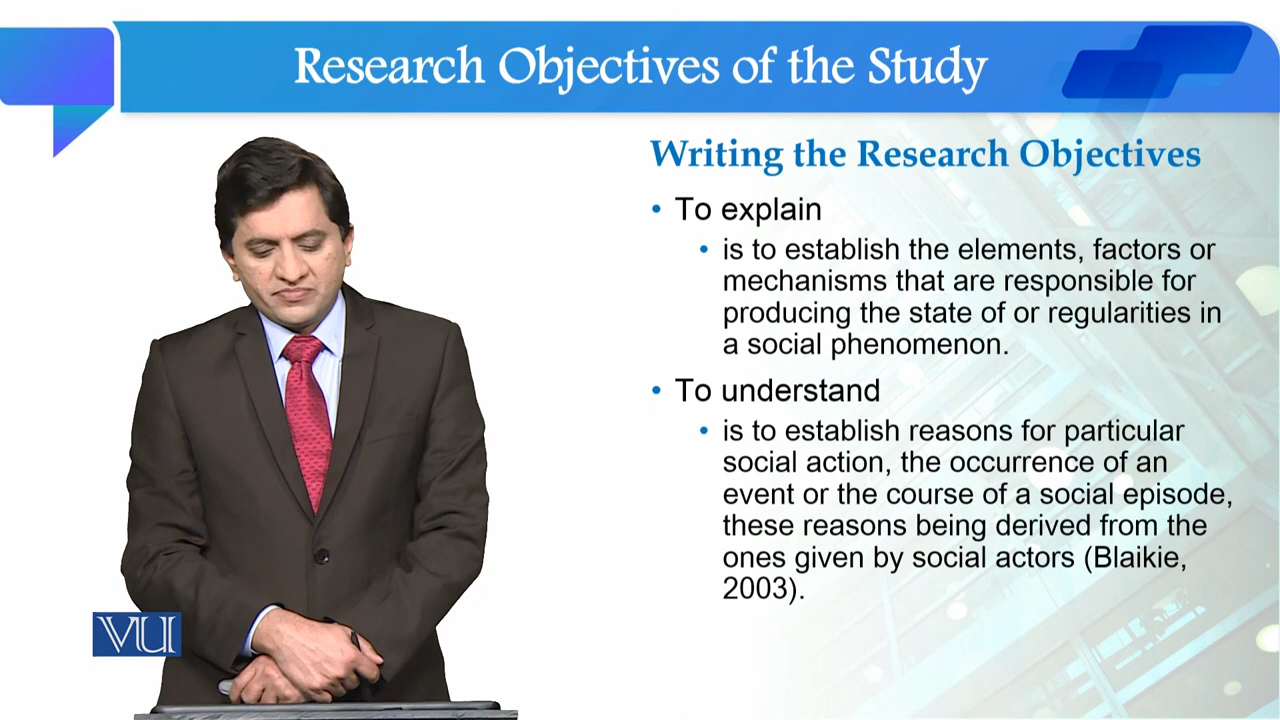 Research Objectives of the Study
Writing the Research Objectives
• To explain
• is to establish the elements, factors or
mechanisms that are responsible for
producing the state of or regularities in
a social phenomenon.
• To understand
• is to establish reasons for particular
social action, the occurrence of an
event or the course of a social episode,
these reasons being derived from the
ones given by social actors (Blaikie,
2003).
VU